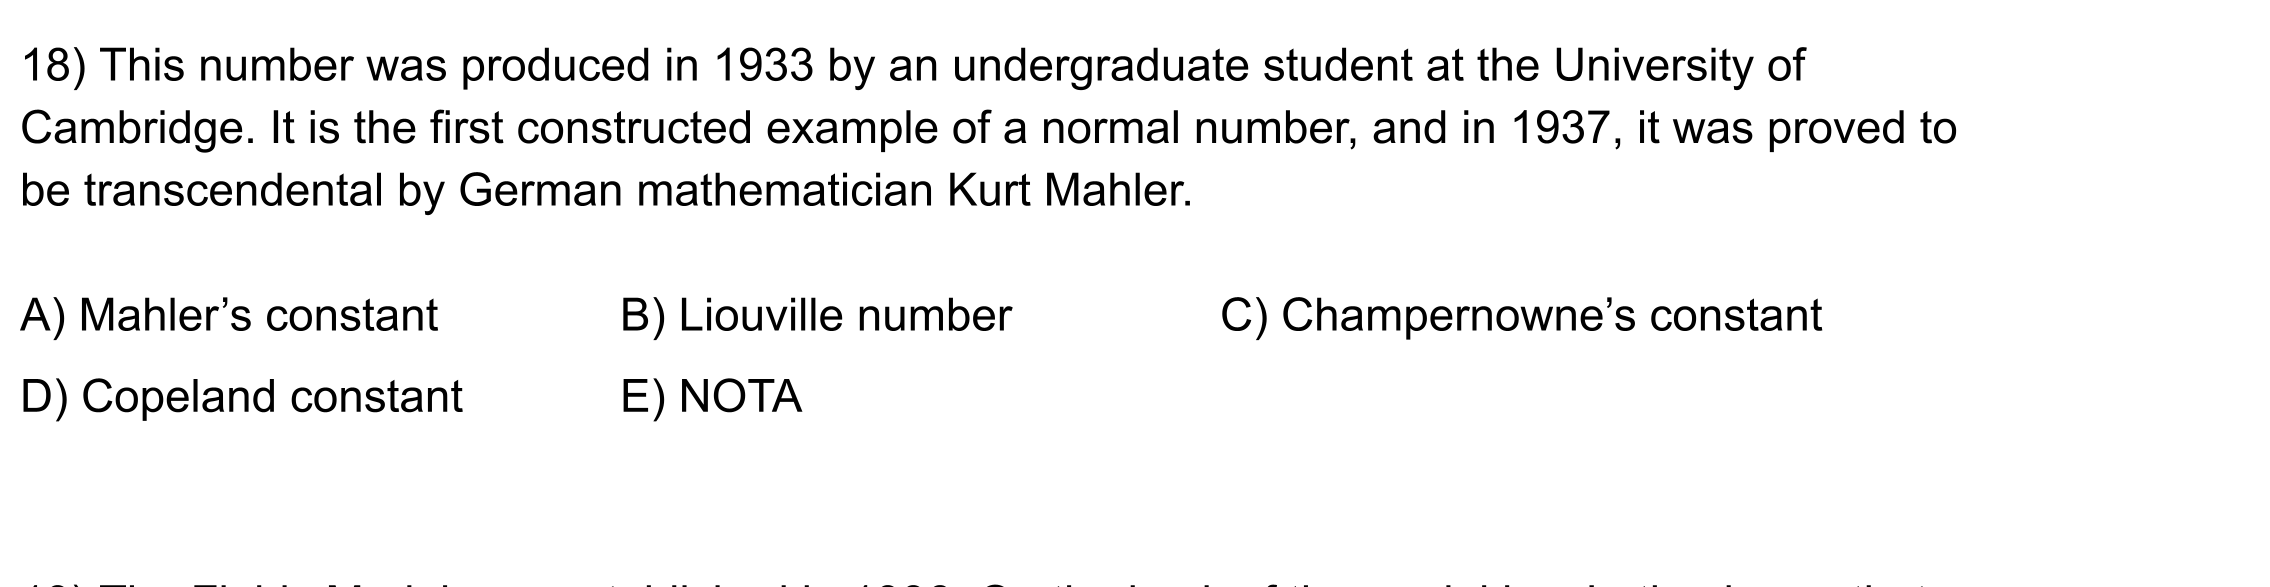 18) This number was produced in 1933 by an undergraduate student at the University of
Cambridge. It is the first constructed example of a normal number, and in 1937, it was proved to
be transcendental by German mathematician Kurt Mahler.
A) Mahler’s constant B) Liouville number C) Champernowne’s constant
D) Copeland constant E) NOTA